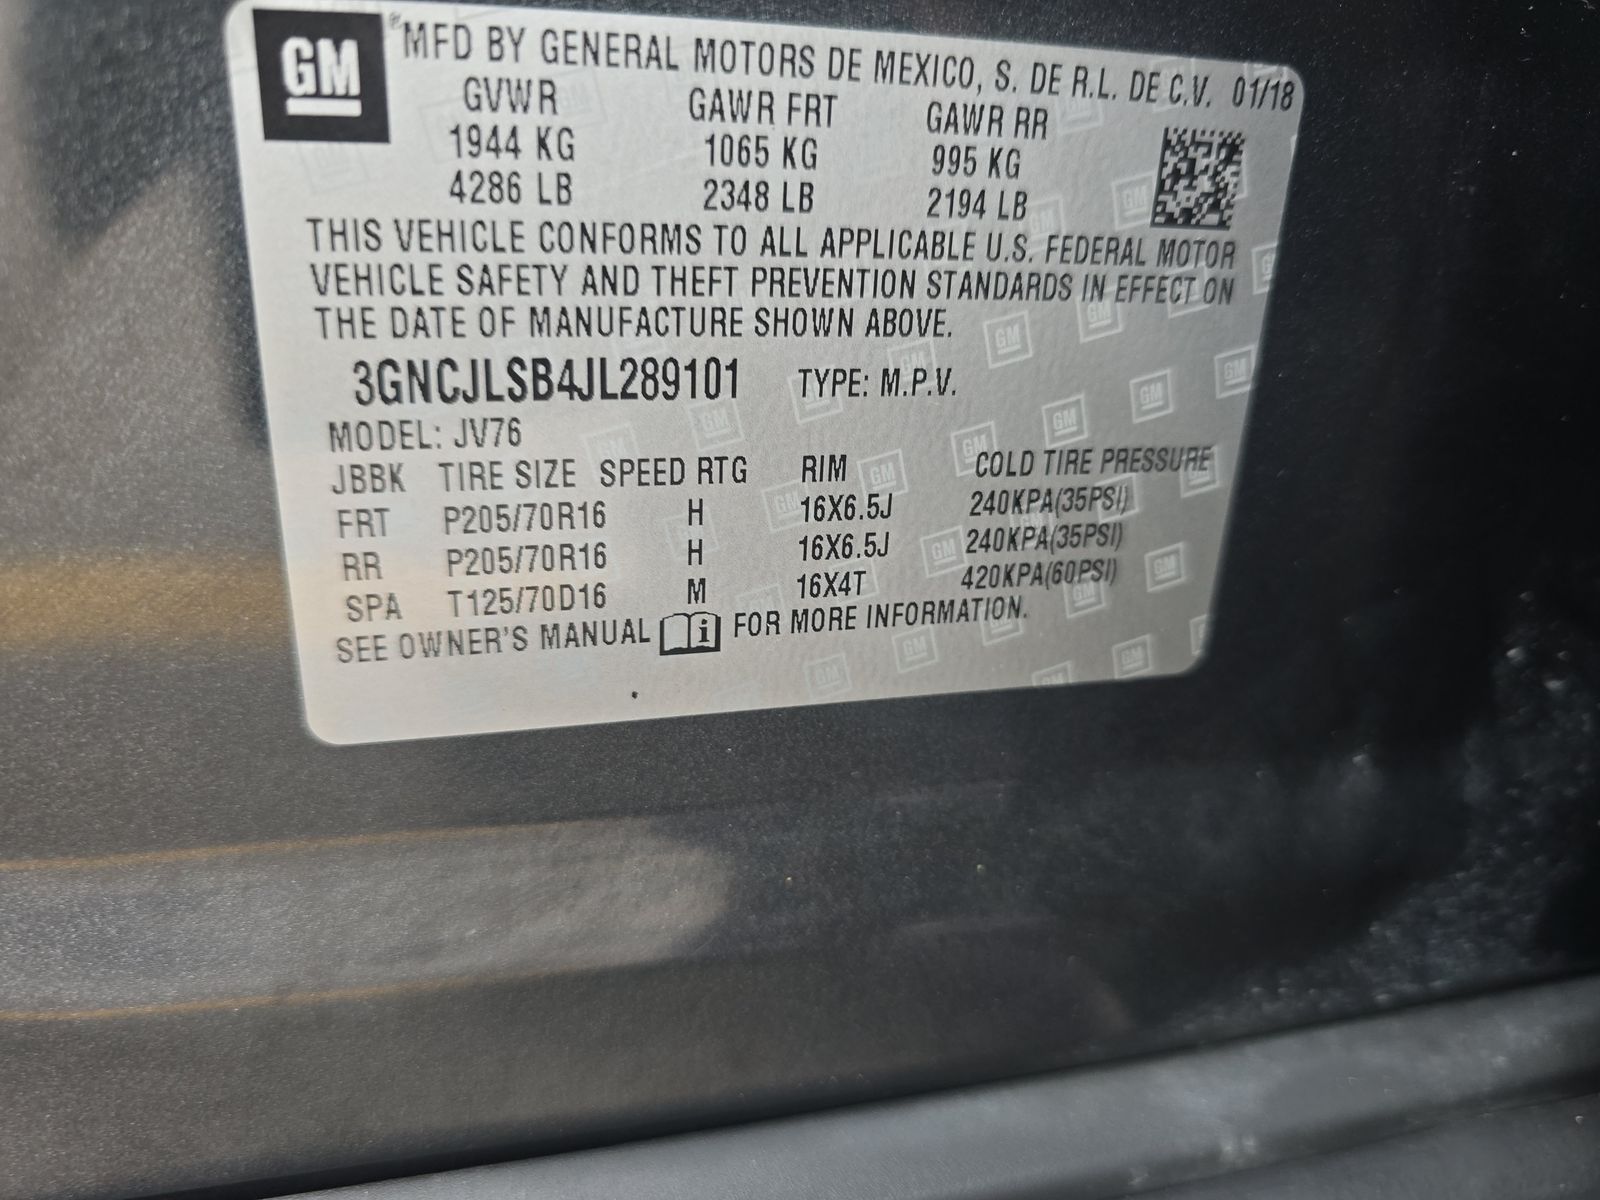 GM ® MFD BY GENERAL MOTORS DE MEXICO, S. DE R.L. DE C.V. 01/18
GVWR GAWR FRT GAWR RR
1944 KG 1065 KG 995 KG
4286 LB 2348 LB 2194 LB
THIS VEHICLE CONFORMS TO ALL APPLICABLE U.S. FEDERAL MOTOR
VEHICLE SAFETY AND THEFT PREVENTION STANDARDS IN EFFECT ON
THE DATE OF MANUFACTURE SHOWN ABOVE.
3GNCJLSB4JL289101 TYPE: M.P.V.
MODEL: JV76
JBBK TIRE SIZE SPEED RTG RIM COLD TIRE PRESSURE
FRT P205/70R16 H 16X6.5J 240KPA(35PSI)
RR P205/70R16 H 16X6.5J 240KPA(35PSI)
SPA T125/70D16 M 16X4T 420KPA(60PSI)
SEE OWNER'S MANUAL i FOR MORE INFORMATION.